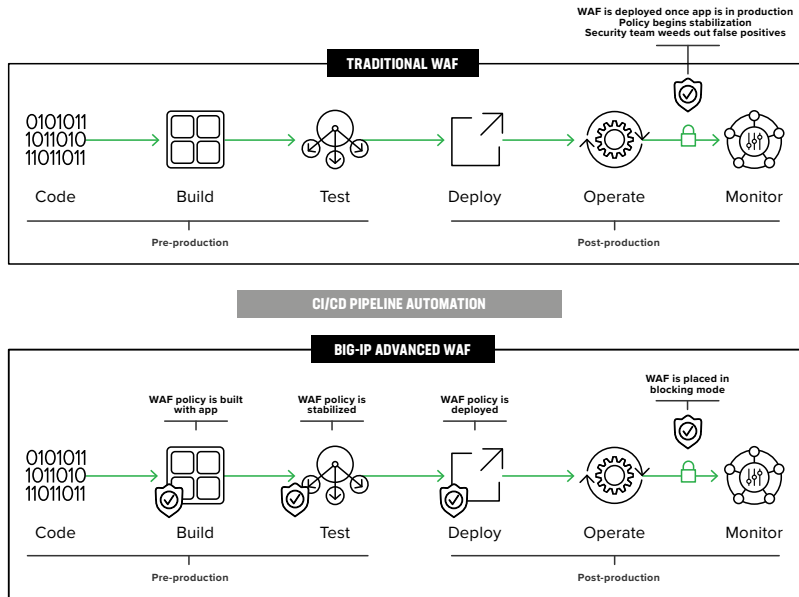 WAF is deployed once app is in production
Policy begins stabilization
Security team weeds out false positives
TRADITIONAL WAF
0101011
1011010
11011011
Code
Build
Test
Deploy
Operate
Monitor
Pre-production
Post-production
CI/CD PIPELINE AUTOMATION
BIG-IP ADVANCED WAF
WAF policy is built
with app
WAF policy is
stabilized
WAF policy is
deployed
WAF is placed in
blocking mode
0101011
1011010
11011011
Code
Build
Test
Deploy
Operate
Monitor
Pre-production
Post-production